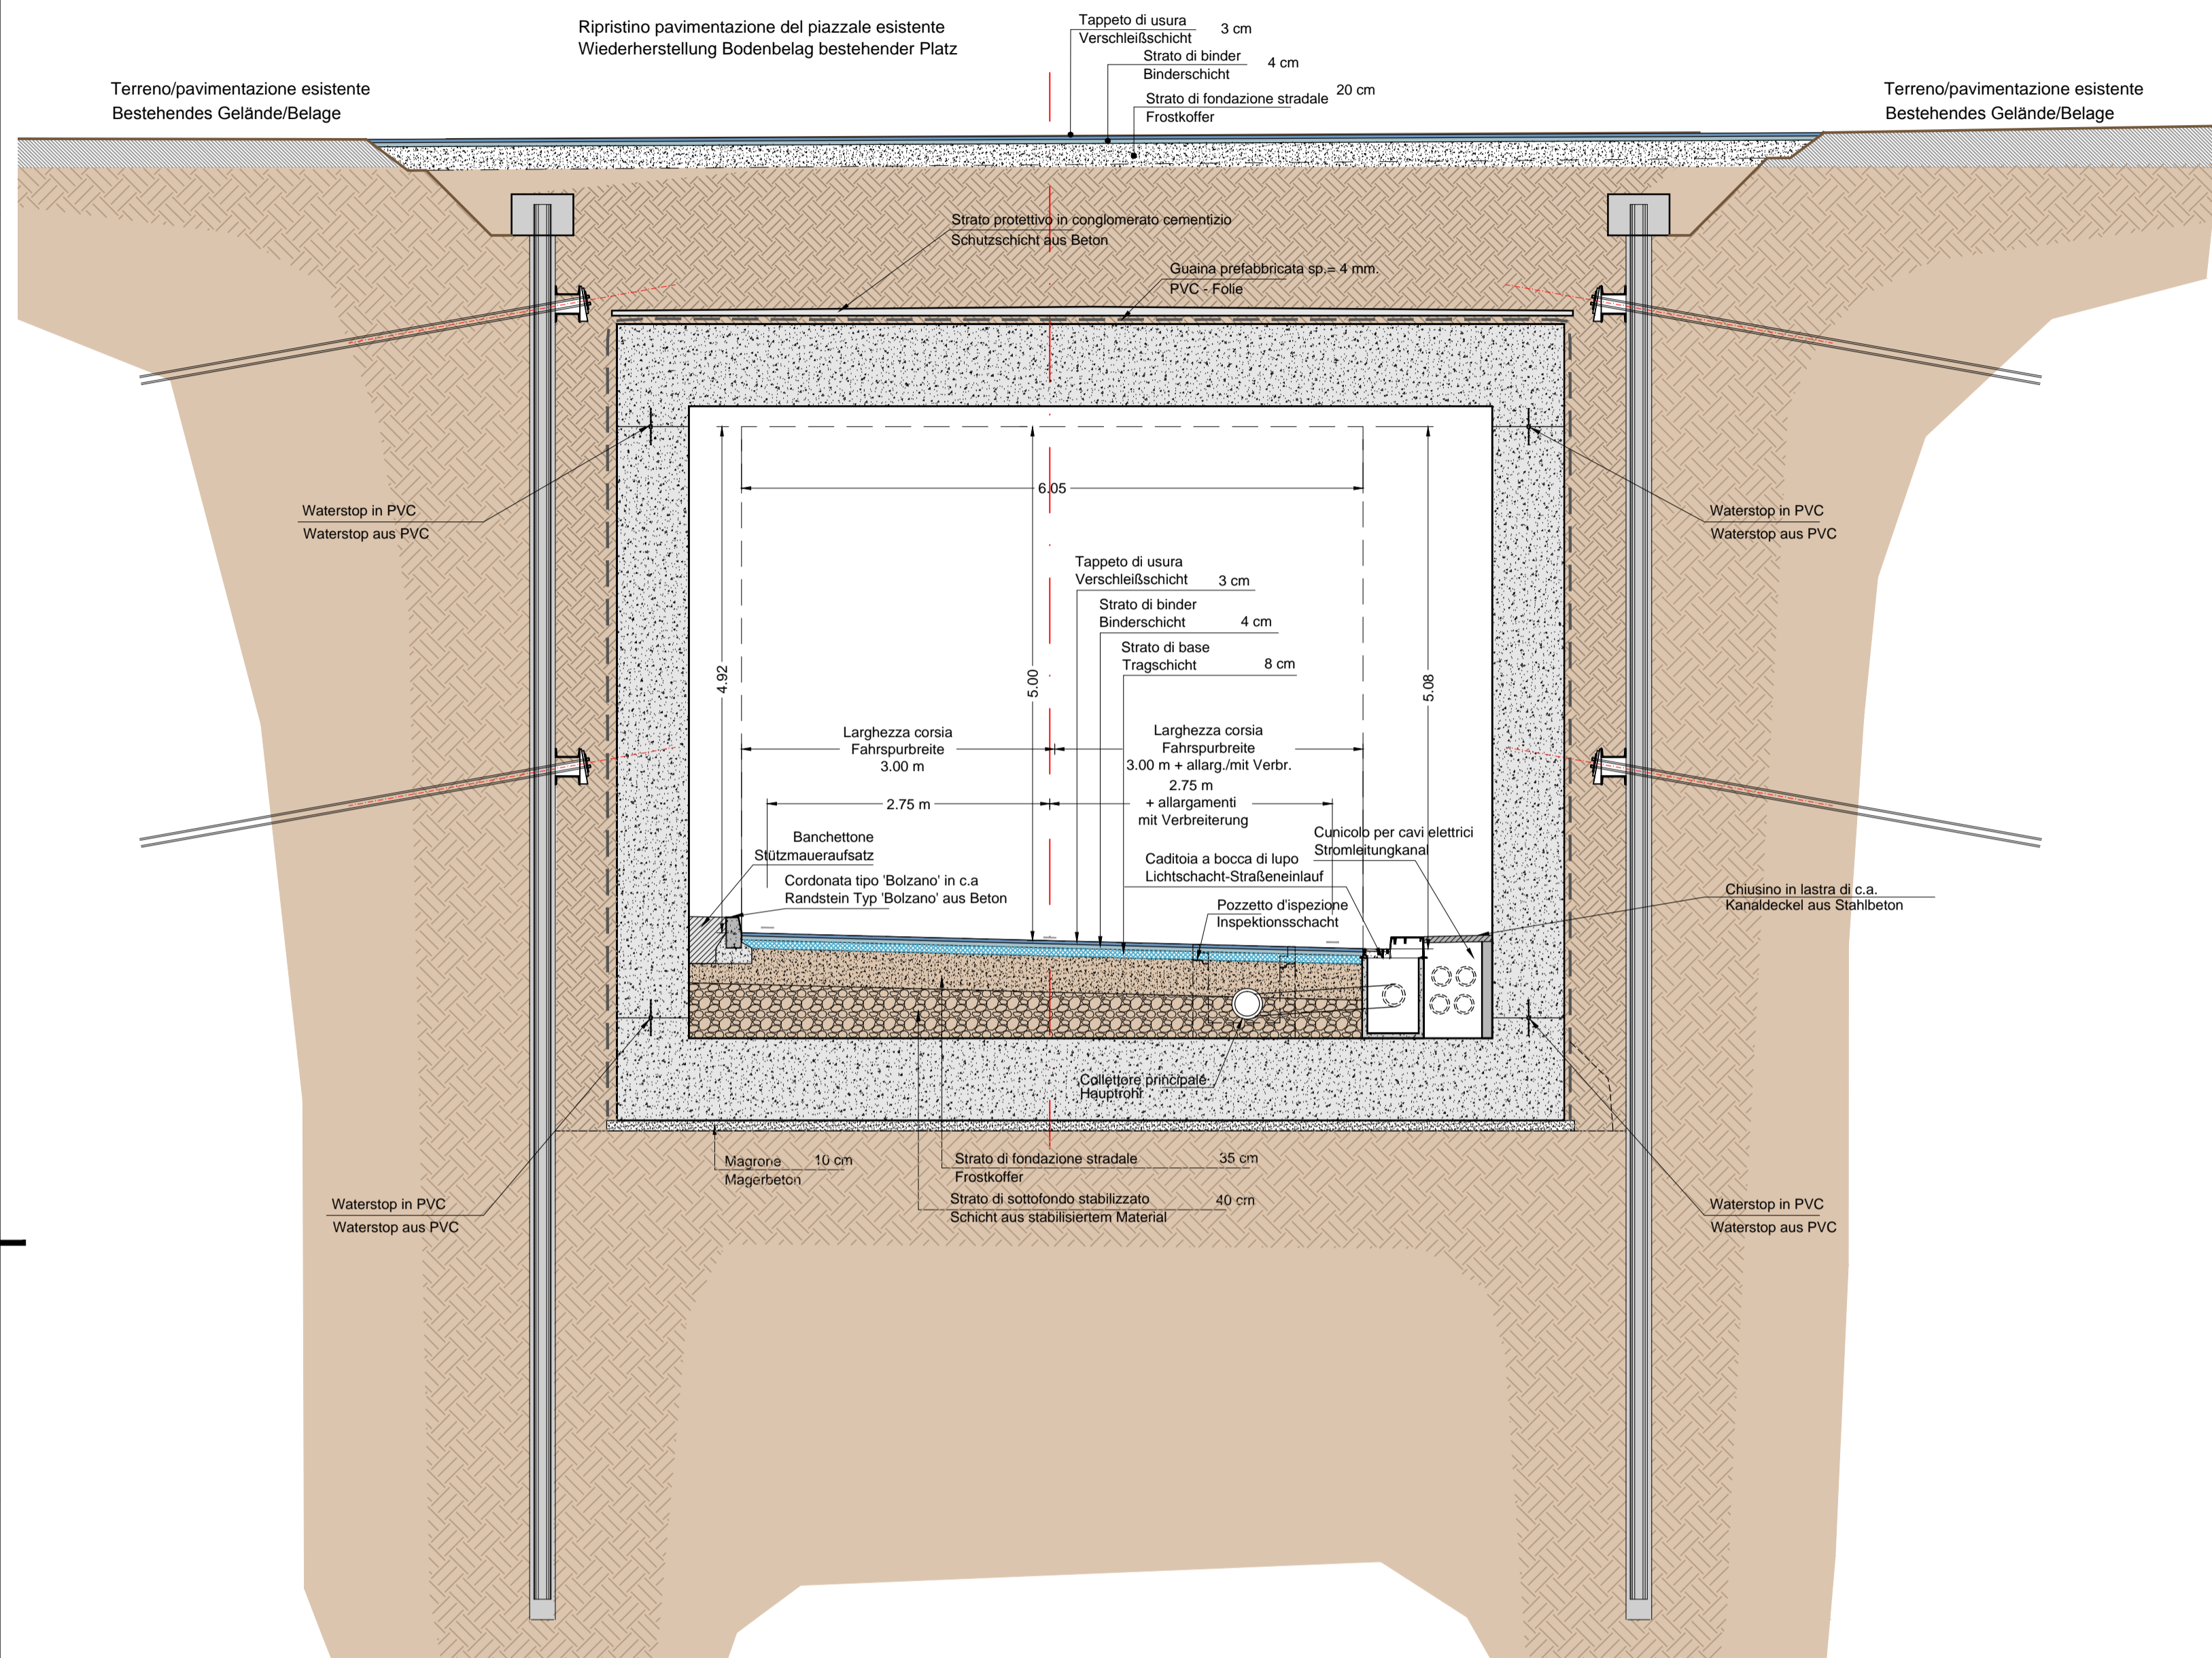 Ripristino pavimentazione del piazzale esistente
Wiederherstellung Bodenbelag bestehender Platz
Tappeto di usura
Verschleißschicht
3 cm
Strato di binder
Binderschicht
4 cm
Strato di fondazione stradale
Frostkoffer
20 cm
Terreno/pavimentazione esistente
Bestehendes Gelände/Belage
Terreno/pavimentazione esistente
Bestehendes Gelände/Belage
Strato protettivo in conglomerato cementizio
Schutzschicht aus Beton
Guaina prefabbricata sp.= 4 mm.
PVC - Folie
6.05
Waterstop in PVC
Waterstop aus PVC
Waterstop in PVC
Waterstop aus PVC
Tappeto di usura
Verschleißschicht
3 cm
Strato di binder
Binderschicht
4 cm
Strato di base
Tragschicht
8 cm
4.92
5.00
5.08
Larghezza corsia
Fahrspurbreite
3.00 m
Larghezza corsia
Fahrspurbreite
3.00 m + allarg./mit Verbr.
2.75 m
2.75 m
+ allargamenti
mit Verbreiterung
Banchettone
Stützmaueraufsatz
Cordonata tipo 'Bolzano' in c.a
Randstein Typ 'Bolzano' aus Beton
Cunicolo per cavi elettrici
Stromleitungkanal
Caditoia a bocca di lupo
Lichtschacht-Straßeneinlauf
Pozzetto d'ispezione
Inspektionsschacht
Chiusino in lastra di c.a.
Kanaldeckel aus Stahlbeton
Collettore principale
Hauptrohr
Magrone
Magerbeton
10 cm
Strato di fondazione stradale
Frostkoffer
35 cm
Strato di sottofondo stabilizzato
Schicht aus stabilisiertem Material
40 cm
Waterstop in PVC
Waterstop aus PVC
Waterstop in PVC
Waterstop aus PVC